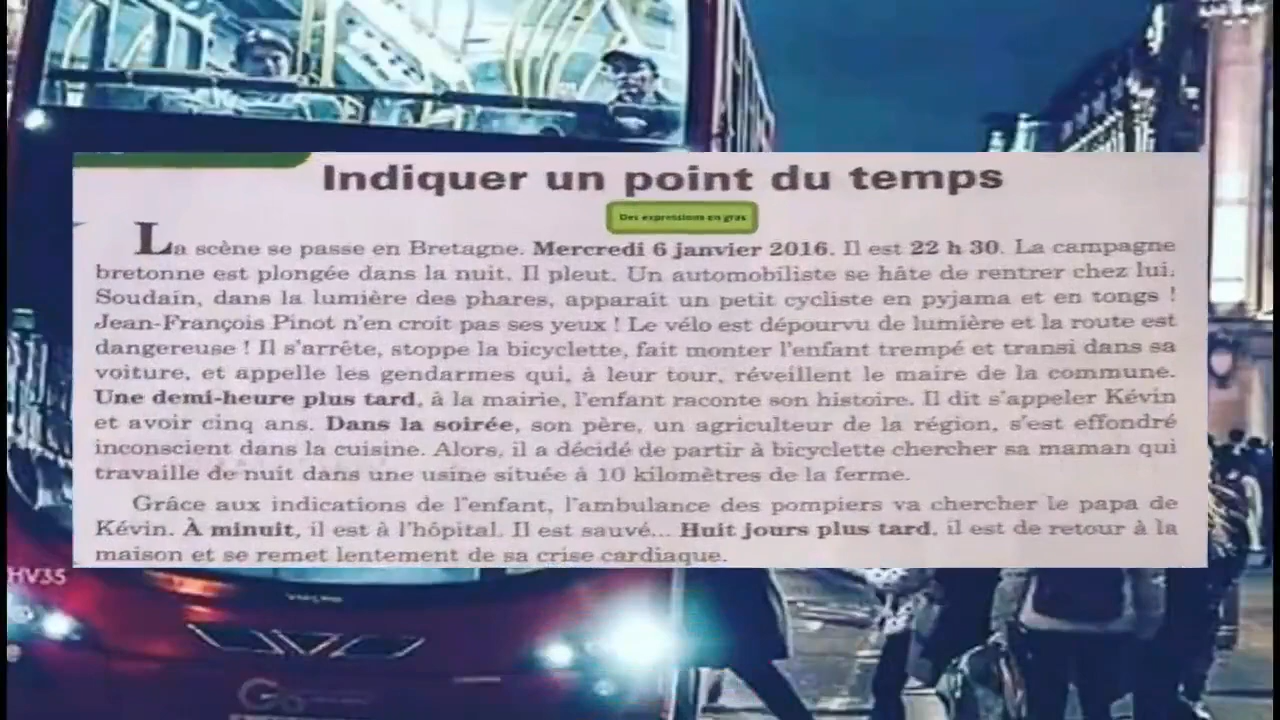 Indiquer un point du temps
Des expressions en gras
La scène se passe en Bretagne. Mercredi 6 janvier 2016. Il est 22 h 30. La campagne
bretonne est plongée dans la nuit. Il pleut. Un automobiliste se hâte de rentrer chez lui.
Soudain, dans la lumière des phares, apparait un petit cycliste en pyjama et en tongs !
Jean-François Pinot n'en croit pas ses yeux ! Le vélo est dépourvu de lumière et la route est
dangereuse ! Il s'arrête, stoppe la bicyclette, fait monter l'enfant trempé et transi dans sa
voiture, et appelle les gendarmes qui, à leur tour, réveillent le maire de la commune.
Une demi-heure plus tard, à la mairie, l'enfant raconte son histoire. Il dit s'appeler Kévin
et avoir cinq ans. Dans la soirée, son père, un agriculteur de la région, s'est effondré
inconscient dans la cuisine. Alors, il a décidé de partir à bicyclette chercher sa maman qui
travaille de nuit dans une usine située à 10 kilomètres de la ferme.
Grâce aux indications de l'enfant, l'ambulance des pompiers va chercher le papa de
Kévin. À minuit, il est à l'hôpital. Il est sauvé... Huit jours plus tard, il est de retour à la
maison et se remet lentement de sa crise cardiaque.
HV35
VOLVO
Go